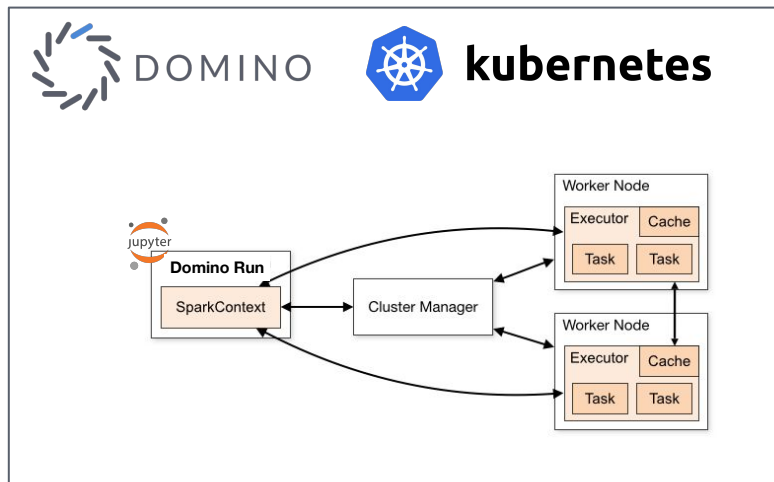 DOMINO
kubernetes
jupyter
Domino Run
SparkContext
Cluster Manager
Worker Node
Executor
Cache
Task
Task
Worker Node
Executor
Cache
Task
Task